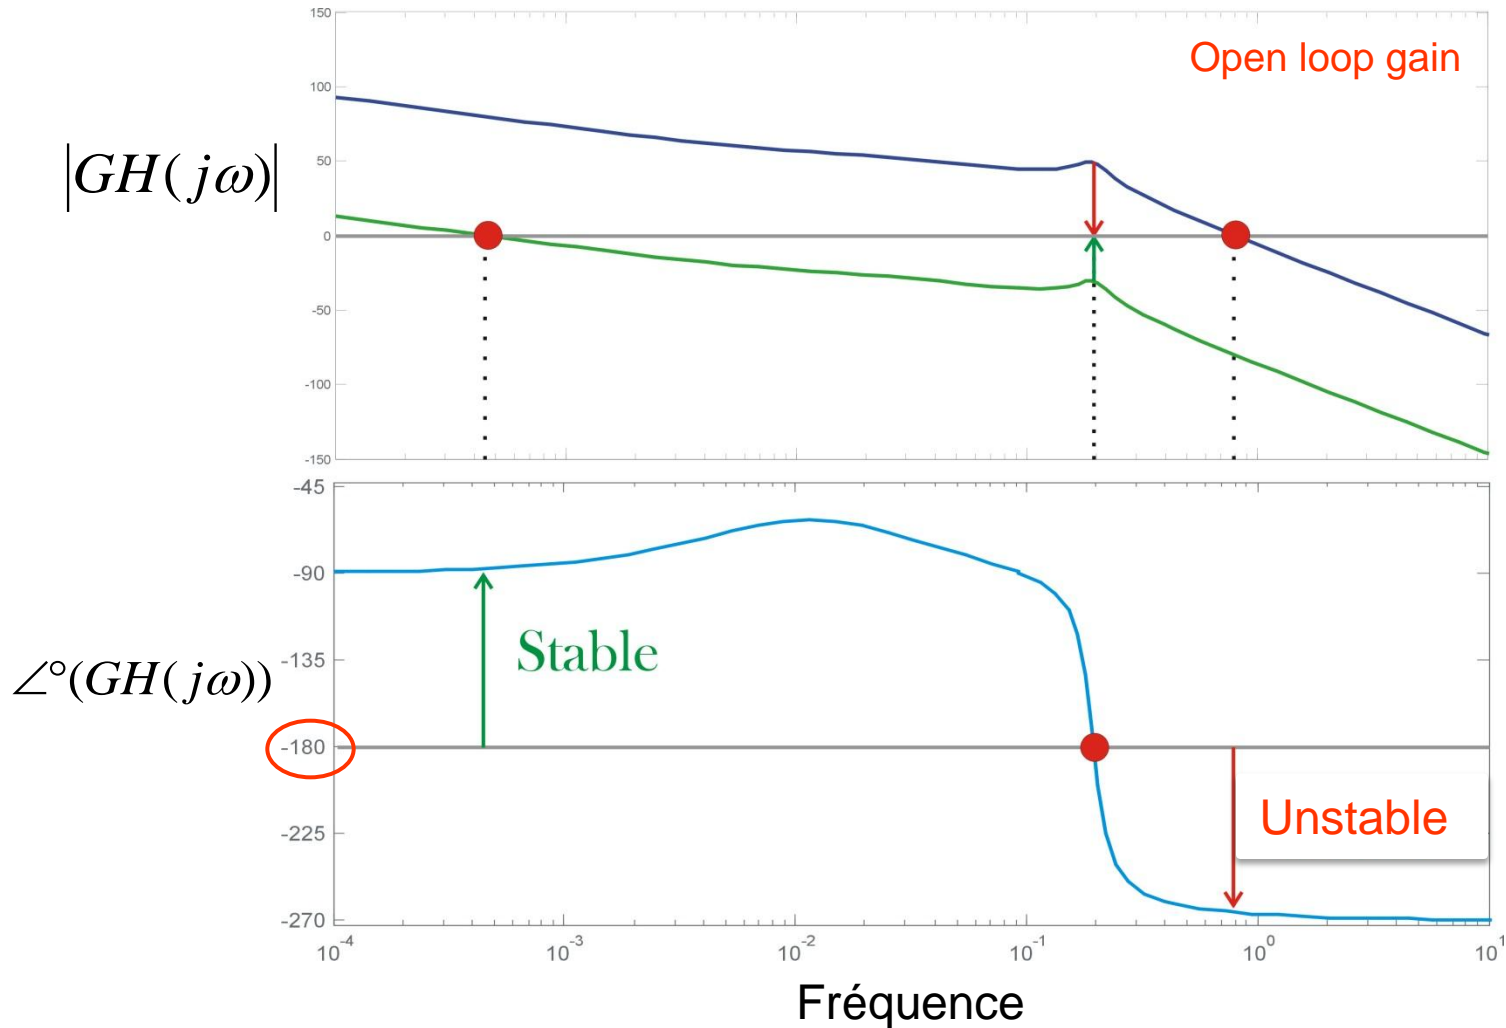 150
Open loop gain
100
|GH(jω)|
50
0
-50
-100
-150
-45
-90
Stable
-135
∠°(GH(jω))
-180
Unstable
-225
-270
10⁻⁴ 10⁻³ 10⁻² 10⁻¹ 10⁰ 10¹
Fréquence